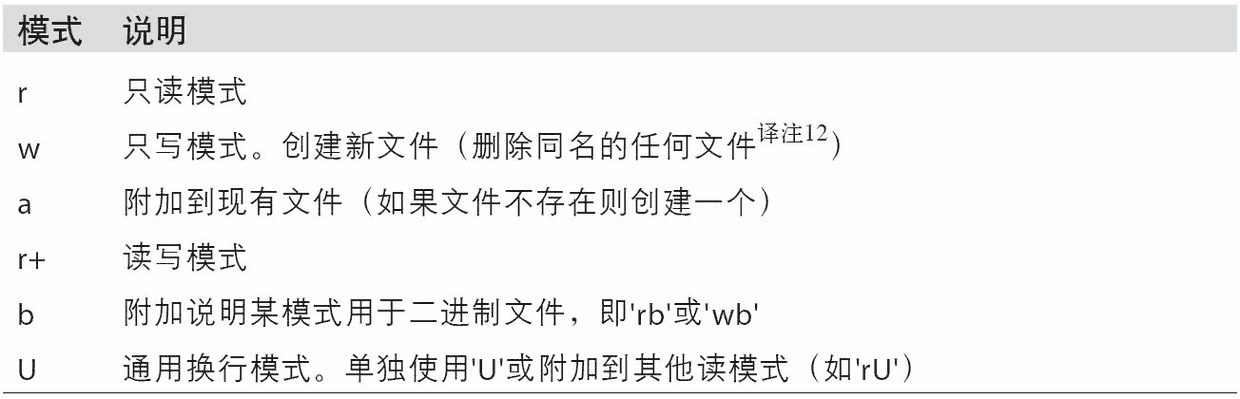 模式 说明
r 只读模式
w 只写模式。创建新文件（删除同名的任何文件译注12）
a 附加到现有文件（如果文件不存在则创建一个）
r+ 读写模式
b 附加说明某模式用于二进制文件，即'rb'或'wb'
U 通用换行模式。单独使用'U'或附加到其他读模式（如'rU'）